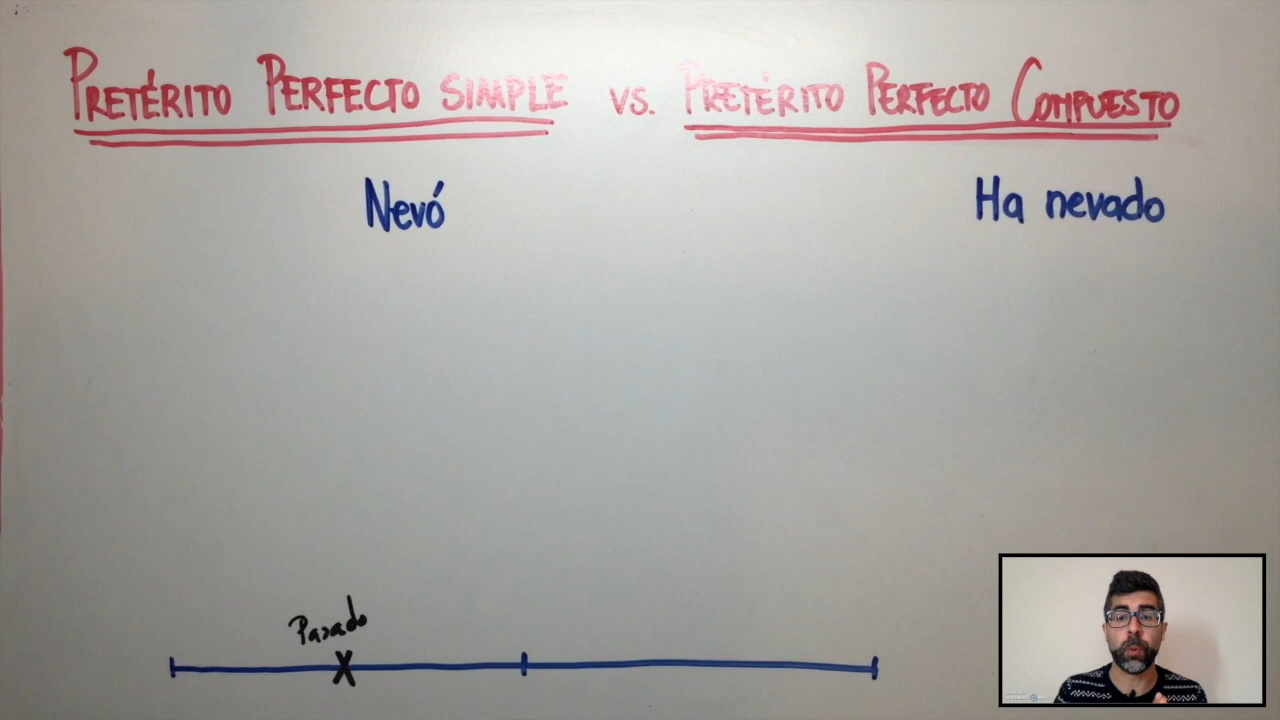 PRETÉRITO PERFECTO SIMPLE vs. PRETÉRITO PERFECTO COMPUESTO
Nevó Ha nevado
Pasado
X